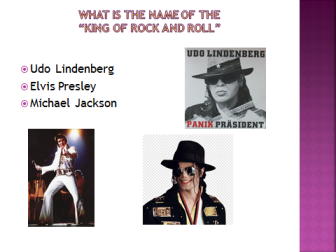 WHAT IS THE NAME OF THE
“KING OF ROCK AND ROLL”
Udo Lindenberg
Elvis Presley
Michael Jackson
UDO LINDENBERG
PANIK PRÄSIDENT